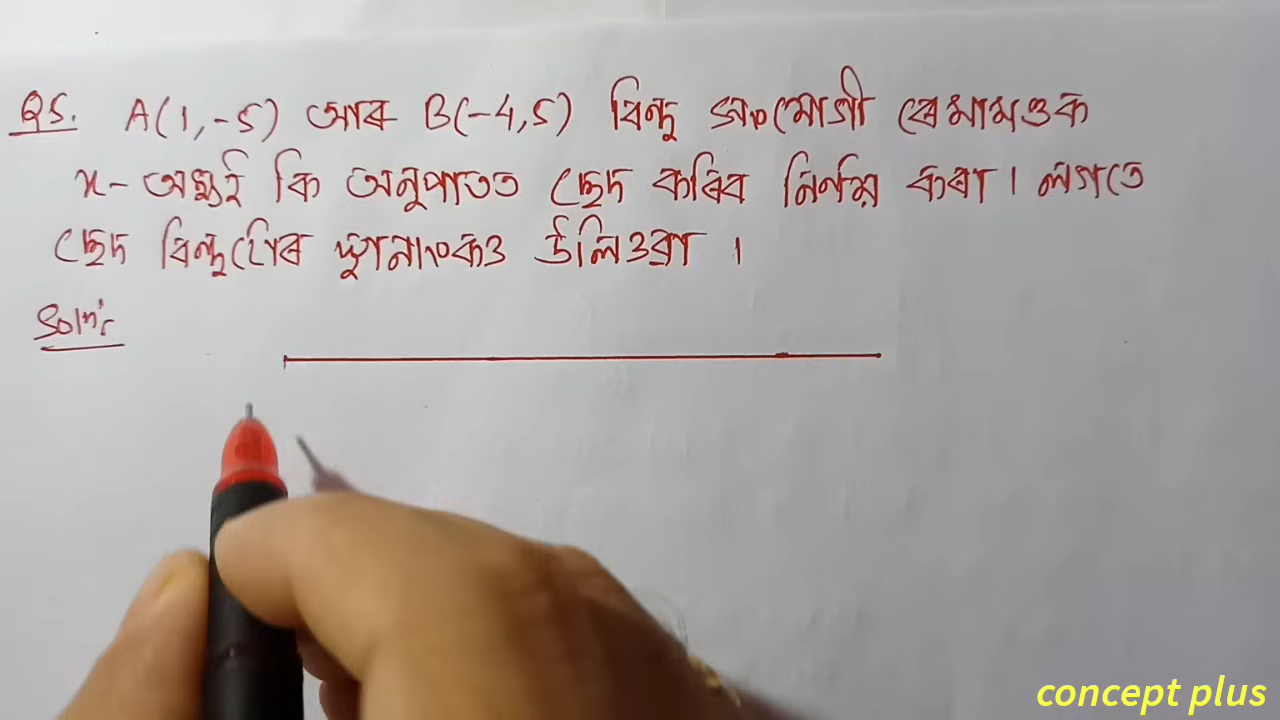 Q5. A(1,-5) আৰু B(-4,5) বিন্দু সংযোগী ৰেখাখণ্ডক
x- অক্ষই কি অনুপাতত ছেদ কৰিব নিৰ্ণয় কৰা। লগতে
ছেদ বিন্দুটোৰ স্থানাংকও উলিওৱা ।
Soln:
concept plus